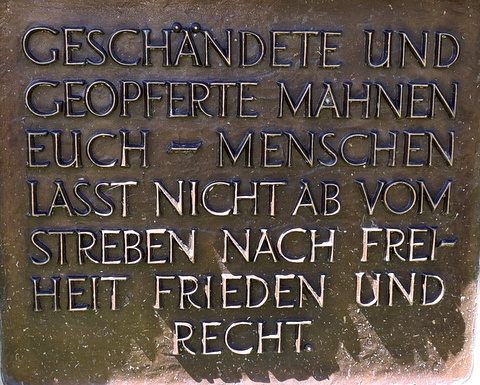 GESCHÄNDETE UND
GEOPFERTE MAHNEN
EUCH – MENSCHEN
LASST NICHT AB VOM
STREBEN NACH FREI-
HEIT FRIEDEN UND
RECHT.